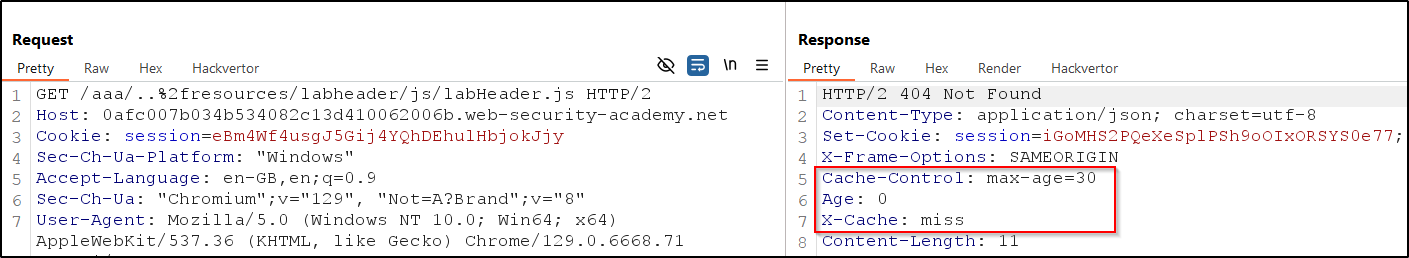 Request
Pretty Raw Hex Hackvertor
\n
1 GET /aaa/..%2fresources/labheader/js/labHeader.js HTTP/2
2 Host: 0afc007b034b534082c13d410062006b.web-security-academy.net
3 Cookie: session=eBm4Wf4usgJ5Gij4YQhDEhulHbjokJjy
4 Sec-Ch-Ua-Platform: "Windows"
5 Accept-Language: en-GB,en;q=0.9
6 Sec-Ch-Ua: "Chromium";v="129", "Not=A?Brand";v="8"
7 User-Agent: Mozilla/5.0 (Windows NT 10.0; Win64; x64)
AppleWebKit/537.36 (KHTML, like Gecko) Chrome/129.0.6668.71
Response
Pretty Raw Hex Render Hackvertor
1 HTTP/2 404 Not Found
2 Content-Type: application/json; charset=utf-8
3 Set-Cookie: session=iGoMHS2PQeXeSplPSh9oOIxORSYS0e77;
4 X-Frame-Options: SAMEORIGIN
5 Cache-Control: max-age=30
6 Age: 0
7 X-Cache: miss
8 Content-Length: 11